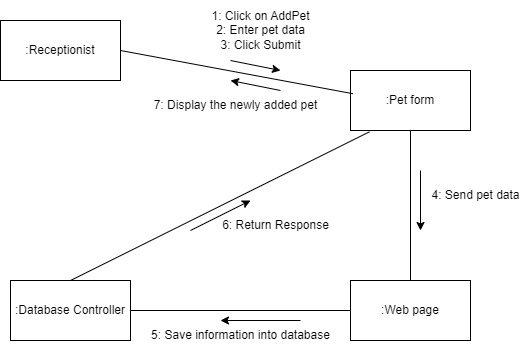 1: Click on AddPet
2: Enter pet data
3: Click Submit
:Receptionist
:Pet form
7: Display the newly added pet
4: Send pet data
6: Return Response
:Database Controller
:Web page
5: Save information into database